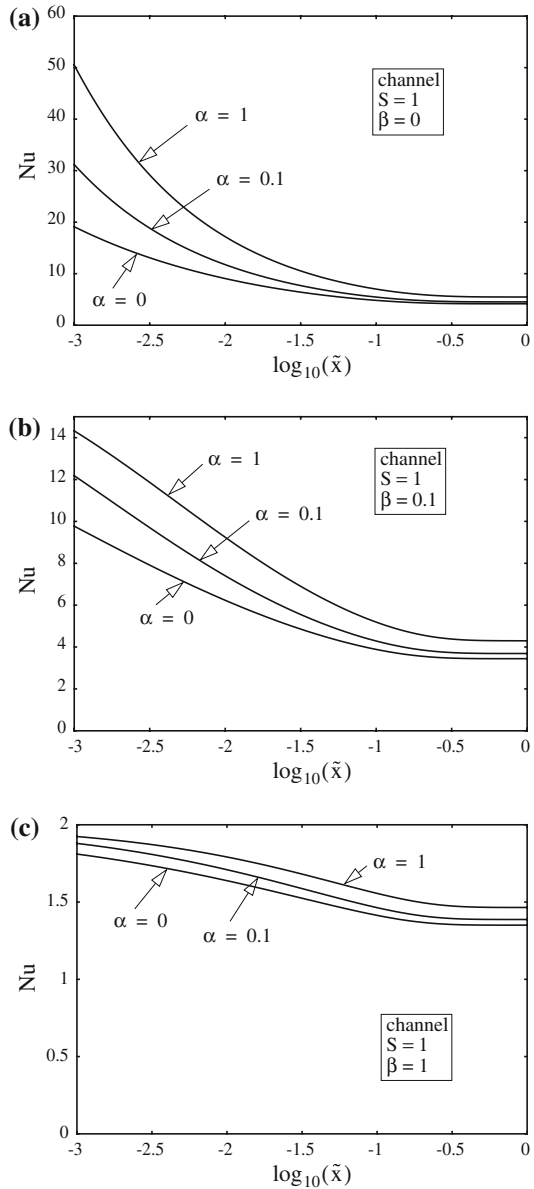 (a)
60
50
40
30
20
10
0
Nu
α = 1
α = 0.1
α = 0
channel
S = 1
β = 0
-3 -2.5 -2 -1.5 -1 -0.5 0
log₁₀(x̃)
(b)
14
12
10
8
6
4
2
0
Nu
α = 1
α = 0.1
α = 0
channel
S = 1
β = 0.1
-3 -2.5 -2 -1.5 -1 -0.5 0
log₁₀(x̃)
(c)
2
1.5
1
0.5
0
Nu
α = 1
α = 0
α = 0.1
channel
S = 1
β = 1
-3 -2.5 -2 -1.5 -1 -0.5 0
log₁₀(x̃)